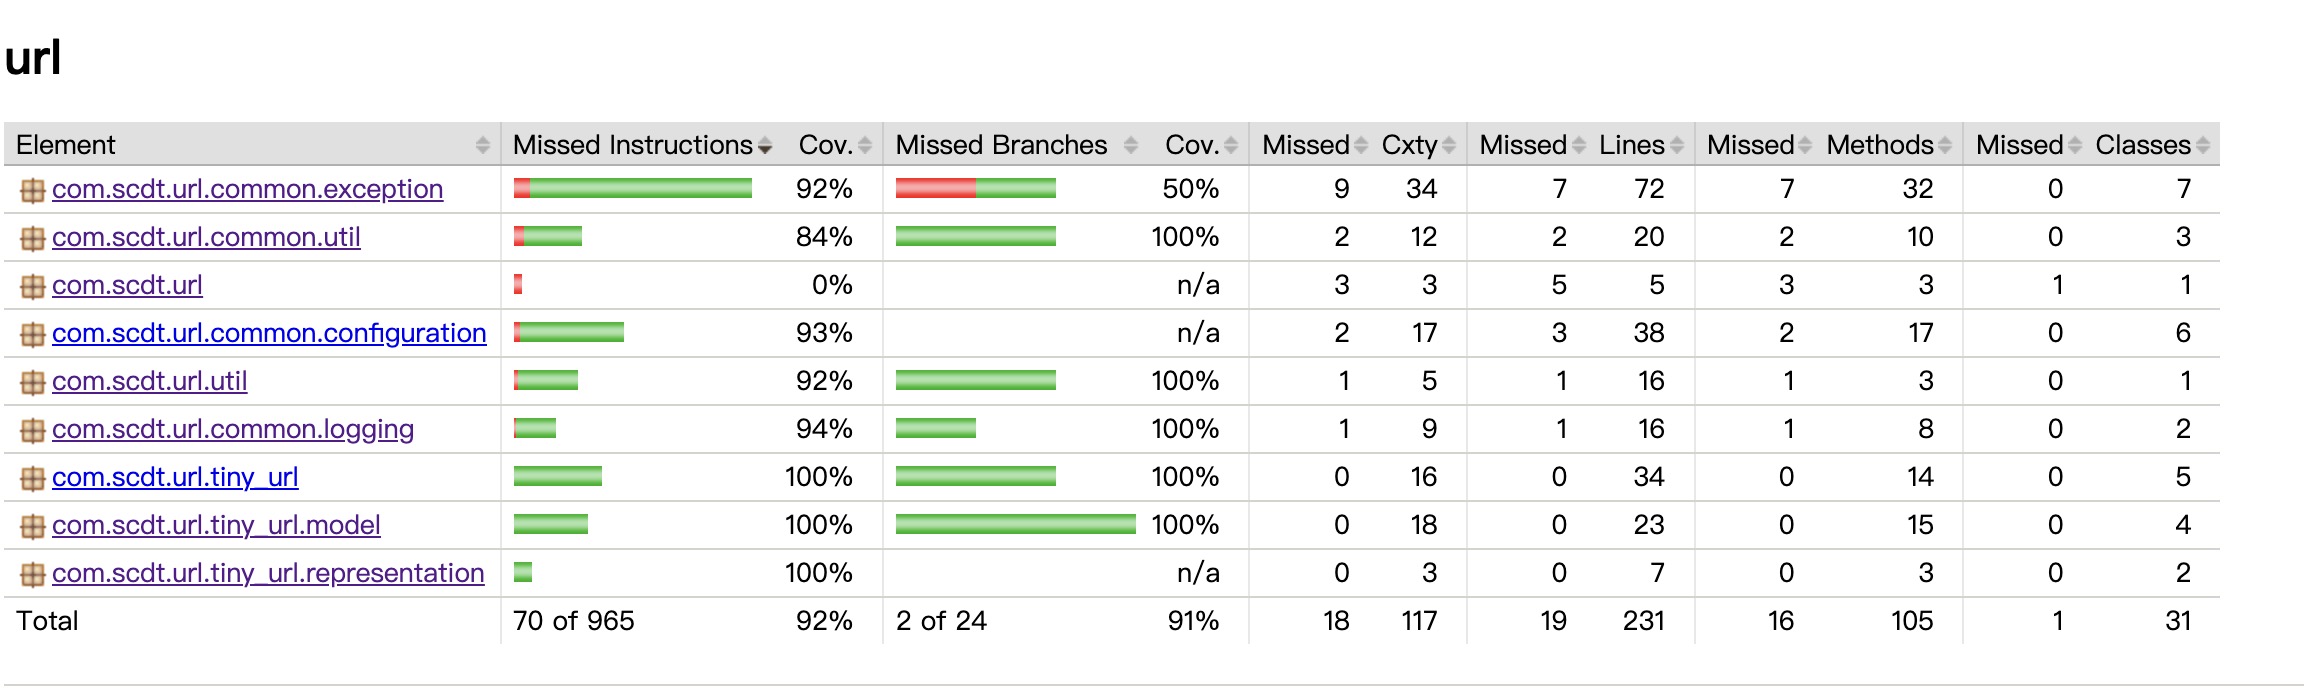 url
Element Missed Instructions Cov. Missed Branches Cov. Missed Cxty Missed Lines Missed Methods Missed Classes
com.scdt.url.common.exception 92% 50% 9 34 7 72 7 32 0 7
com.scdt.url.common.util 84% 100% 2 12 2 20 2 10 0 3
com.scdt.url 0% n/a 3 3 5 5 3 3 1 1
com.scdt.url.common.configuration 93% n/a 2 17 3 38 2 17 0 6
com.scdt.url.util 92% 100% 1 5 1 16 1 3 0 1
com.scdt.url.common.logging 94% 100% 1 9 1 16 1 8 0 2
com.scdt.url.tiny_url 100% 100% 0 16 0 34 0 14 0 5
com.scdt.url.tiny_url.model 100% 100% 0 18 0 23 0 15 0 4
com.scdt.url.tiny_url.representation 100% n/a 0 3 0 7 0 3 0 2
Total 70 of 965 92% 2 of 24 91% 18 117 19 231 16 105 1 31